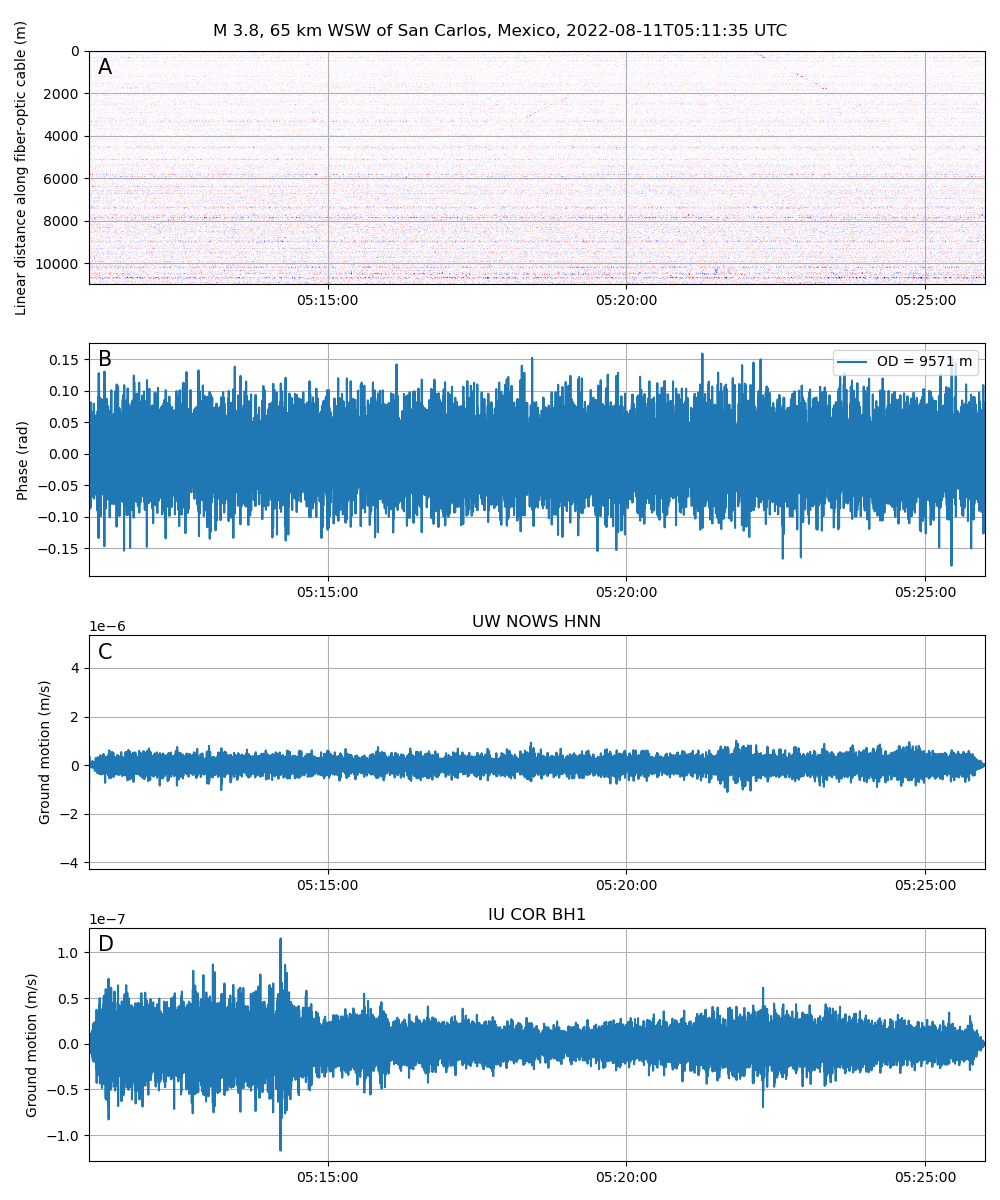 M 3.8, 65 km WSW of San Carlos, Mexico, 2022-08-11T05:11:35 UTC
A
Linear distance along fiber-optic cable (m)
0
2000
4000
6000
8000
10000
05:15:00 05:20:00 05:25:00
B
OD = 9571 m
Phase (rad)
0.15
0.10
0.05
0.00
−0.05
−0.10
−0.15
05:15:00 05:20:00 05:25:00
UW NOWS HNN
1e−6
C
Ground motion (m/s)
4
2
0
−2
−4
05:15:00 05:20:00 05:25:00
IU COR BH1
1e−7
D
Ground motion (m/s)
1.0
0.5
0.0
−0.5
−1.0
05:15:00 05:20:00 05:25:00